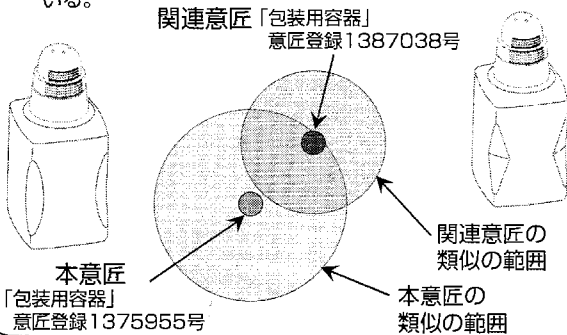 いる。
関連意匠「包装用容器」
意匠登録1387038号
関連意匠の
類似の範囲
本意匠
「包装用容器」
意匠登録1375955号
本意匠の
類似の範囲